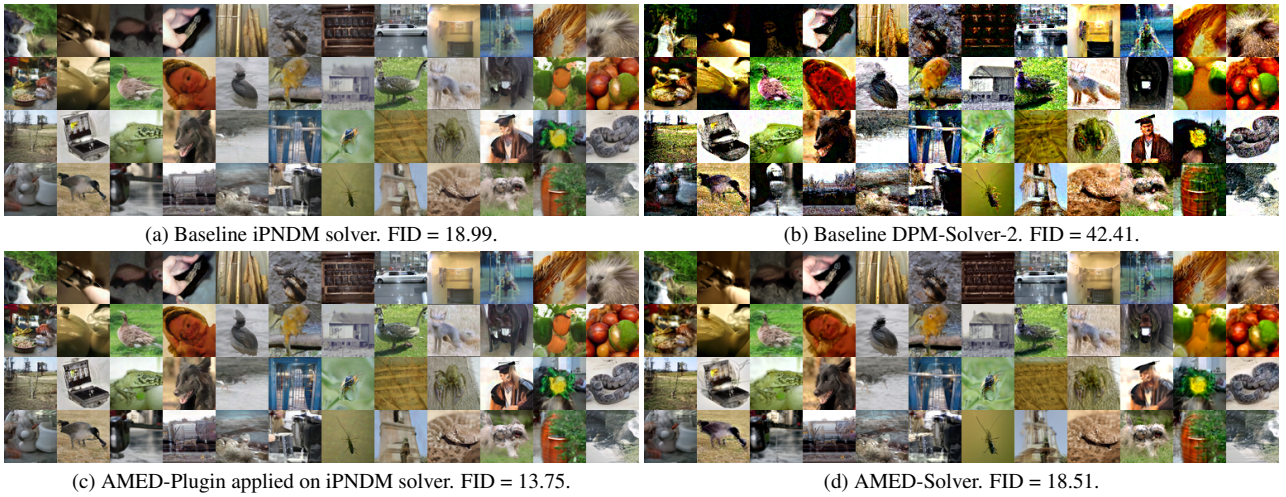 (a) Baseline iPNDM solver. FID = 18.99.
(b) Baseline DPM-Solver-2. FID = 42.41.
(c) AMED-Plugin applied on iPNDM solver. FID = 13.75.
(d) AMED-Solver. FID = 18.51.